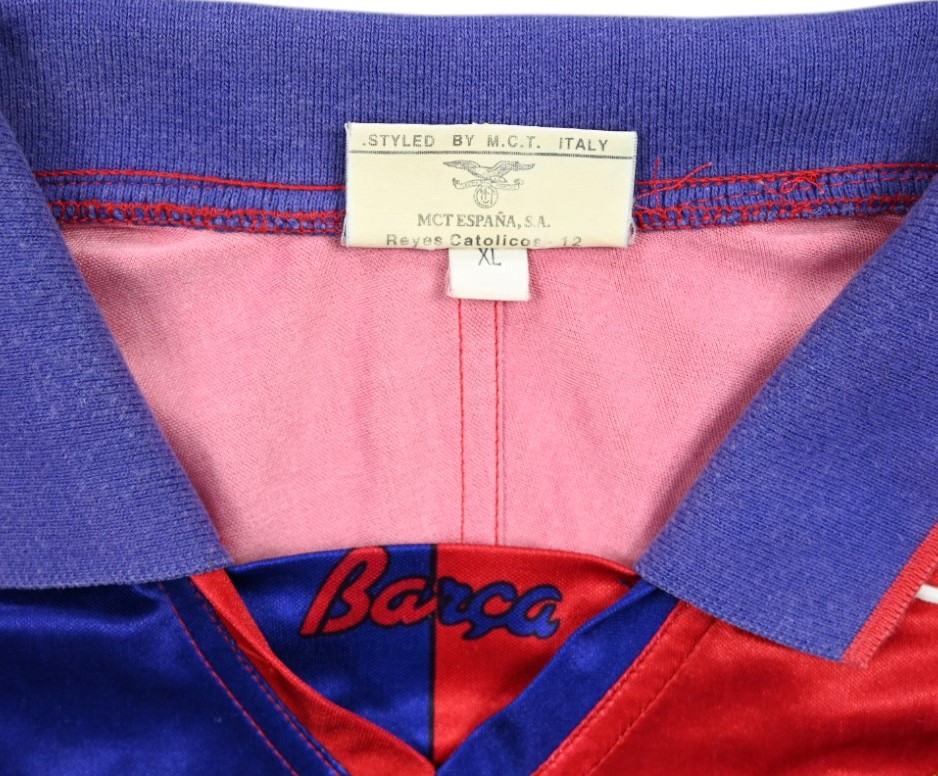 .STYLED BY M.C.T. ITALY
MCT ESPAÑA, S.A.
Reyes Catolicos - 12
XL
Barça